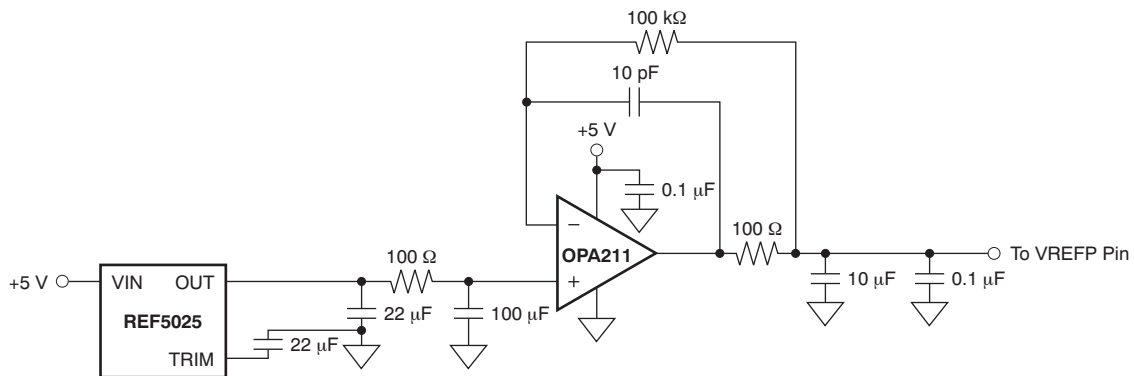 100 kΩ
10 pF
+5 V
0.1 μF
−
OPA211
+
100 Ω
To VREFP Pin
10 μF
0.1 μF
+5 V
VIN
OUT
REF5025
TRIM
22 μF
22 μF
100 Ω
100 μF